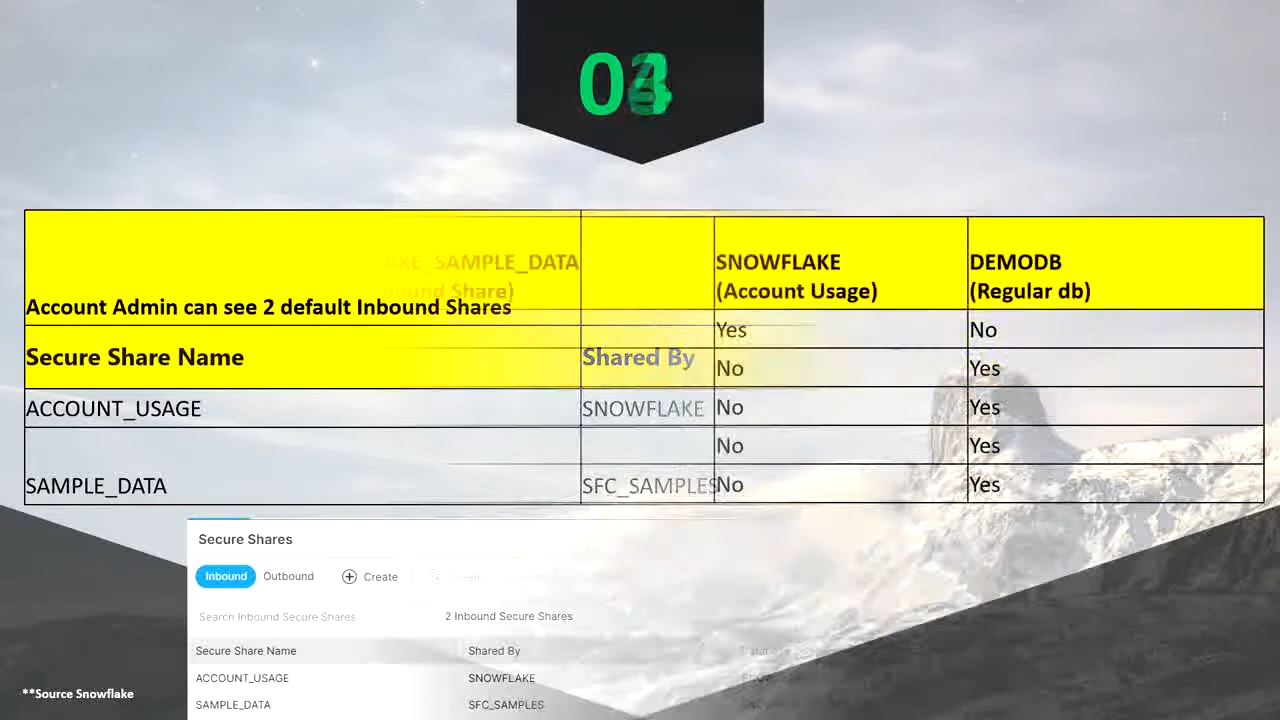 SAMPLE_DATA SNOWFLAKE DEMODB
Share) (Account Usage) (Regular db)
Account Admin can see 2 default Inbound Shares
Yes No
Secure Share Name Shared By
No Yes
ACCOUNT_USAGE SNOWFLAKE No Yes
No Yes
SAMPLE_DATA SFC_SAMPLES No Yes
Secure Shares
Inbound Outbound Create
Search Inbound Secure Shares 2 Inbound Secure Shares
Secure Share Name Shared By
ACCOUNT_USAGE SNOWFLAKE
SAMPLE_DATA SFC_SAMPLES
**Source Snowflake